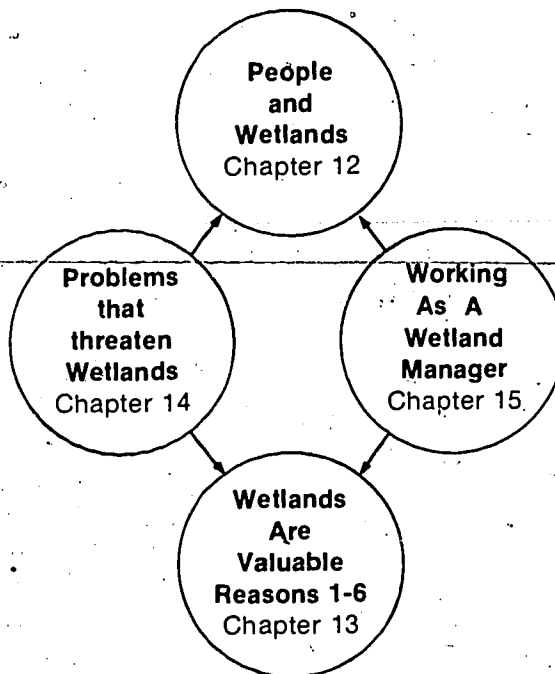 People
and
Wetlands
Chapter 12
Problems
that
threaten
Wetlands
Chapter 14
Working
As A
Wetland
Manager
Chapter 15
Wetlands
Are
Valuable
Reasons 1-6
Chapter 13